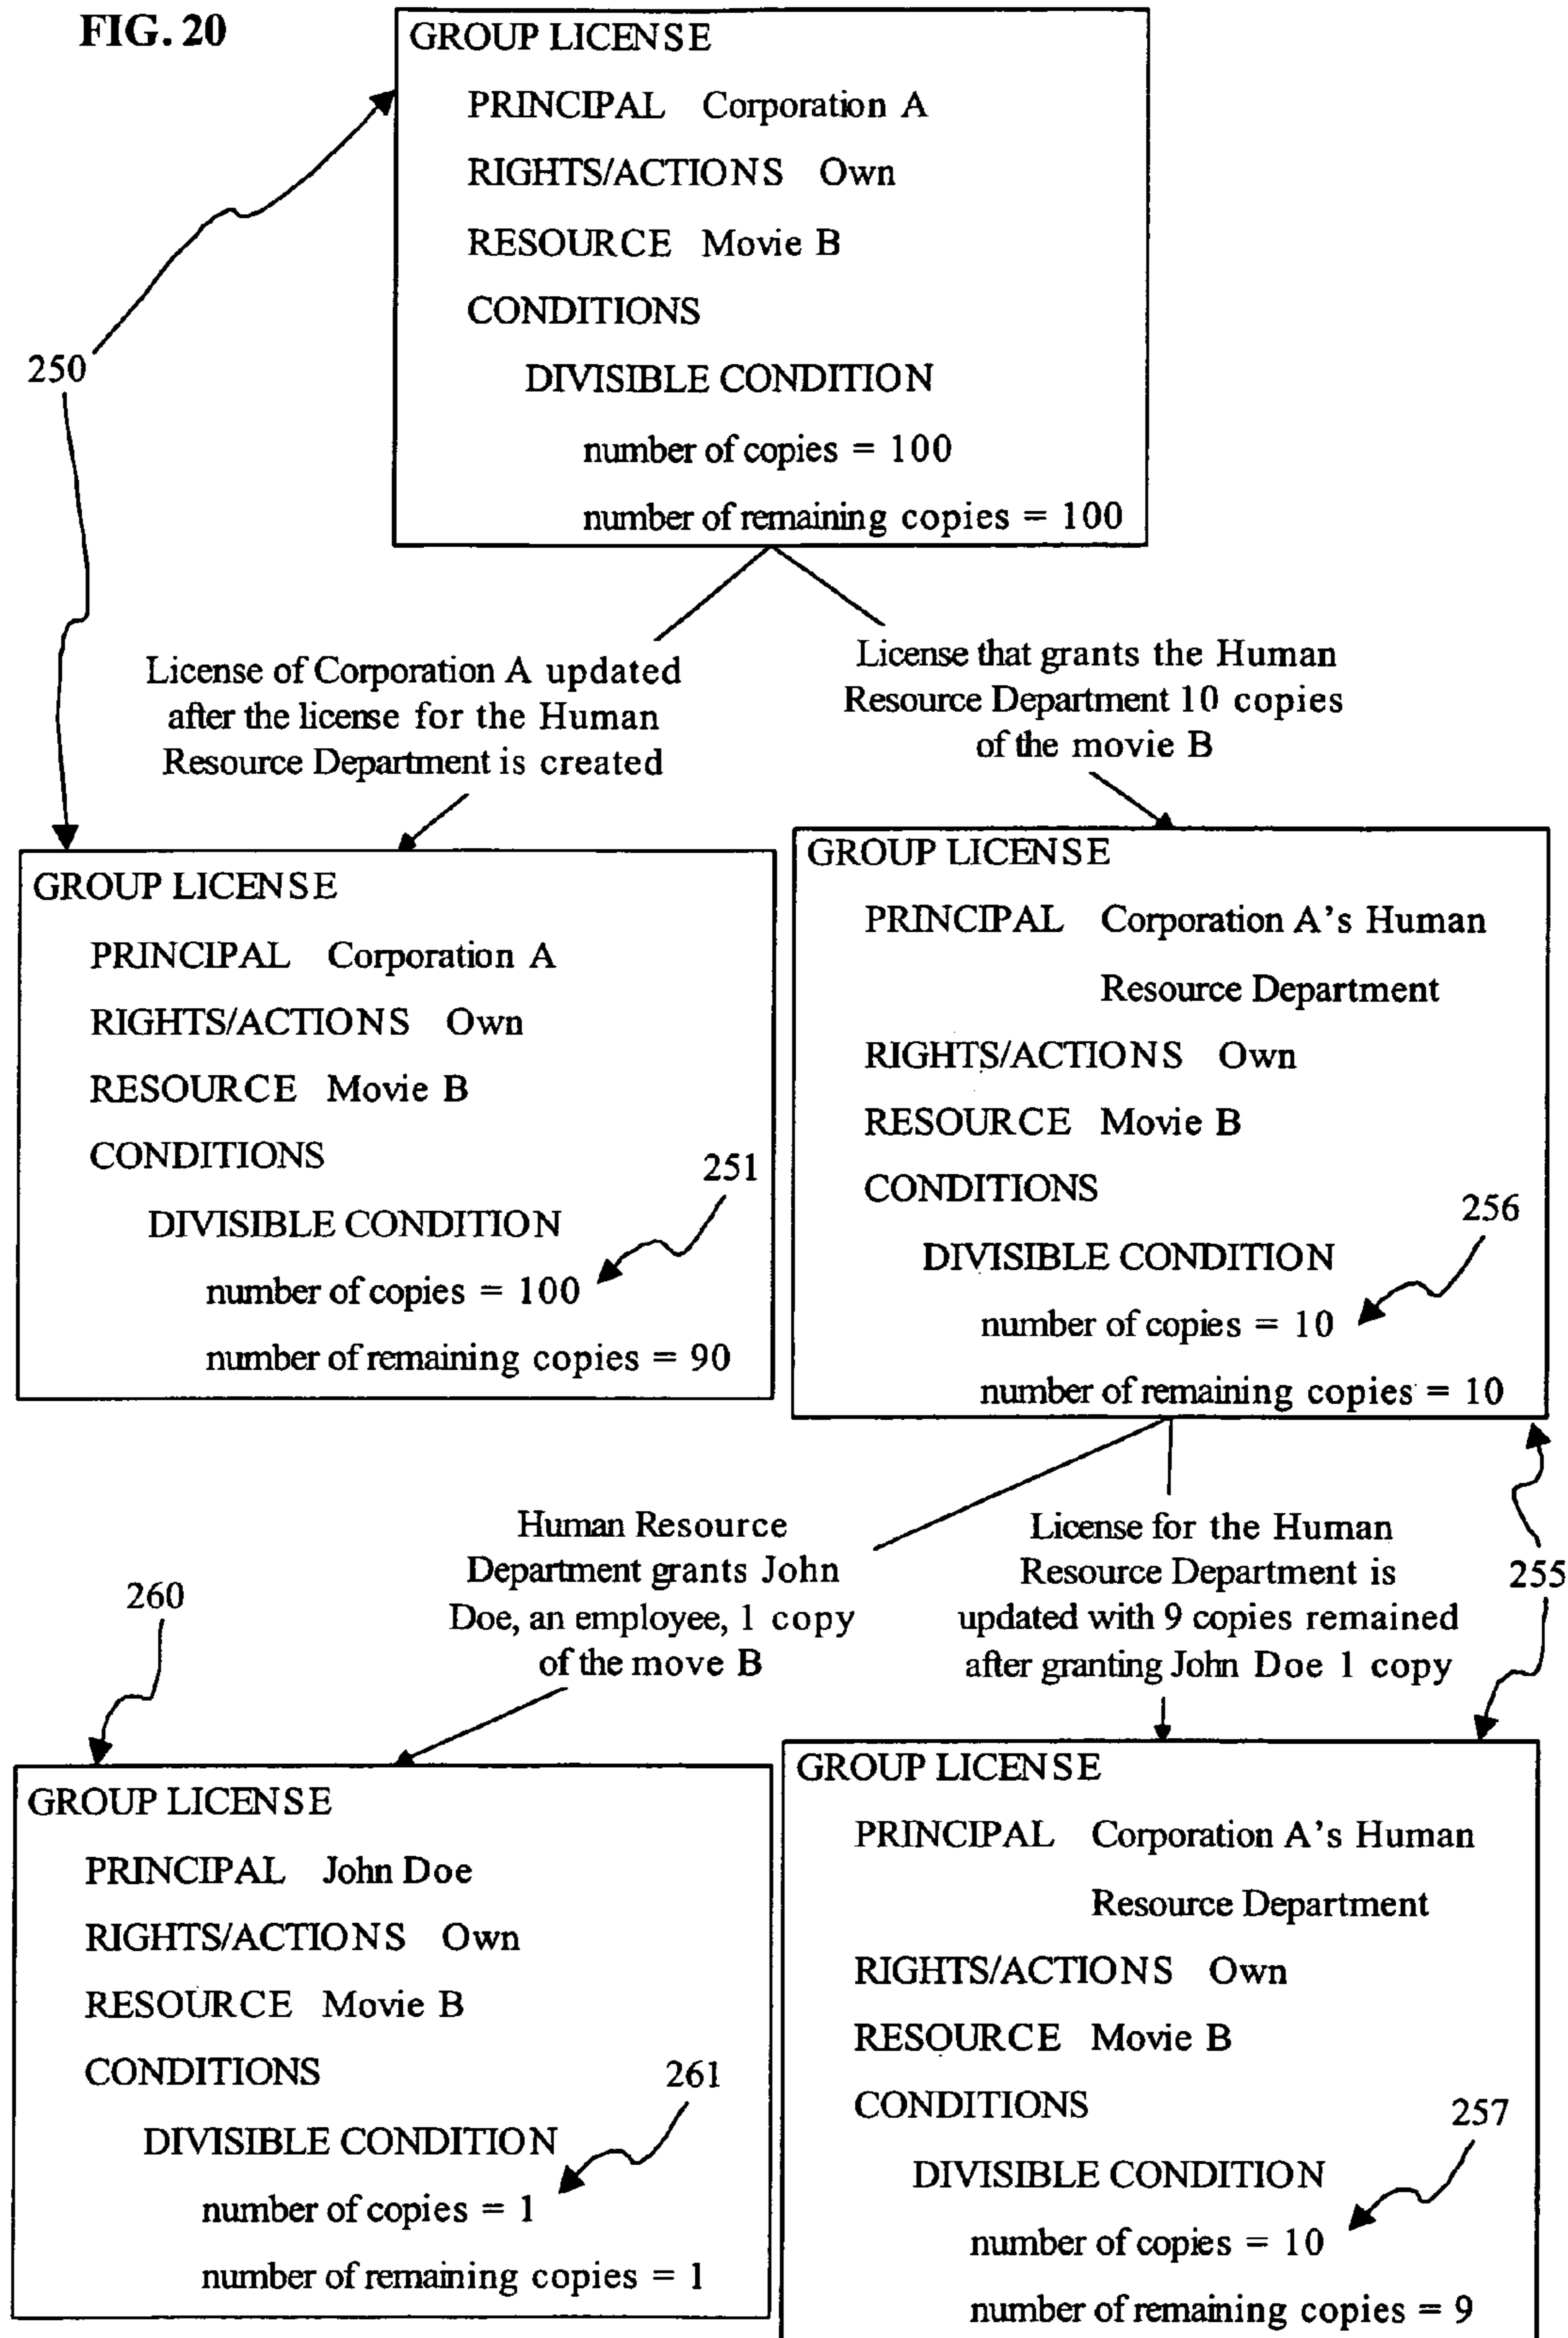 FIG. 20
GROUP LICENSE
PRINCIPAL Corporation A
RIGHTS/ACTIONS Own
RESOURCE Movie B
CONDITIONS
DIVISIBLE CONDITION
number of copies = 100
number of remaining copies = 100
250
License of Corporation A updated
after the license for the Human
Resource Department is created
License that grants the Human
Resource Department 10 copies
of the movie B
GROUP LICENSE
PRINCIPAL Corporation A
RIGHTS/ACTIONS Own
RESOURCE Movie B
CONDITIONS
251
DIVISIBLE CONDITION
number of copies = 100
number of remaining copies = 90
GROUP LICENSE
PRINCIPAL Corporation A's Human
Resource Department
RIGHTS/ACTIONS Own
RESOURCE Movie B
CONDITIONS
256
DIVISIBLE CONDITION
number of copies = 10
number of remaining copies = 10
Human Resource
Department grants John
Doe, an employee, 1 copy
of the move B
License for the Human
Resource Department is
updated with 9 copies remained
after granting John Doe 1 copy
255
260
GROUP LICENSE
PRINCIPAL John Doe
RIGHTS/ACTIONS Own
RESOURCE Movie B
CONDITIONS
261
DIVISIBLE CONDITION
number of copies = 1
number of remaining copies = 1
GROUP LICENSE
PRINCIPAL Corporation A's Human
Resource Department
RIGHTS/ACTIONS Own
RESOURCE Movie B
CONDITIONS
257
DIVISIBLE CONDITION
number of copies = 10
number of remaining copies = 9